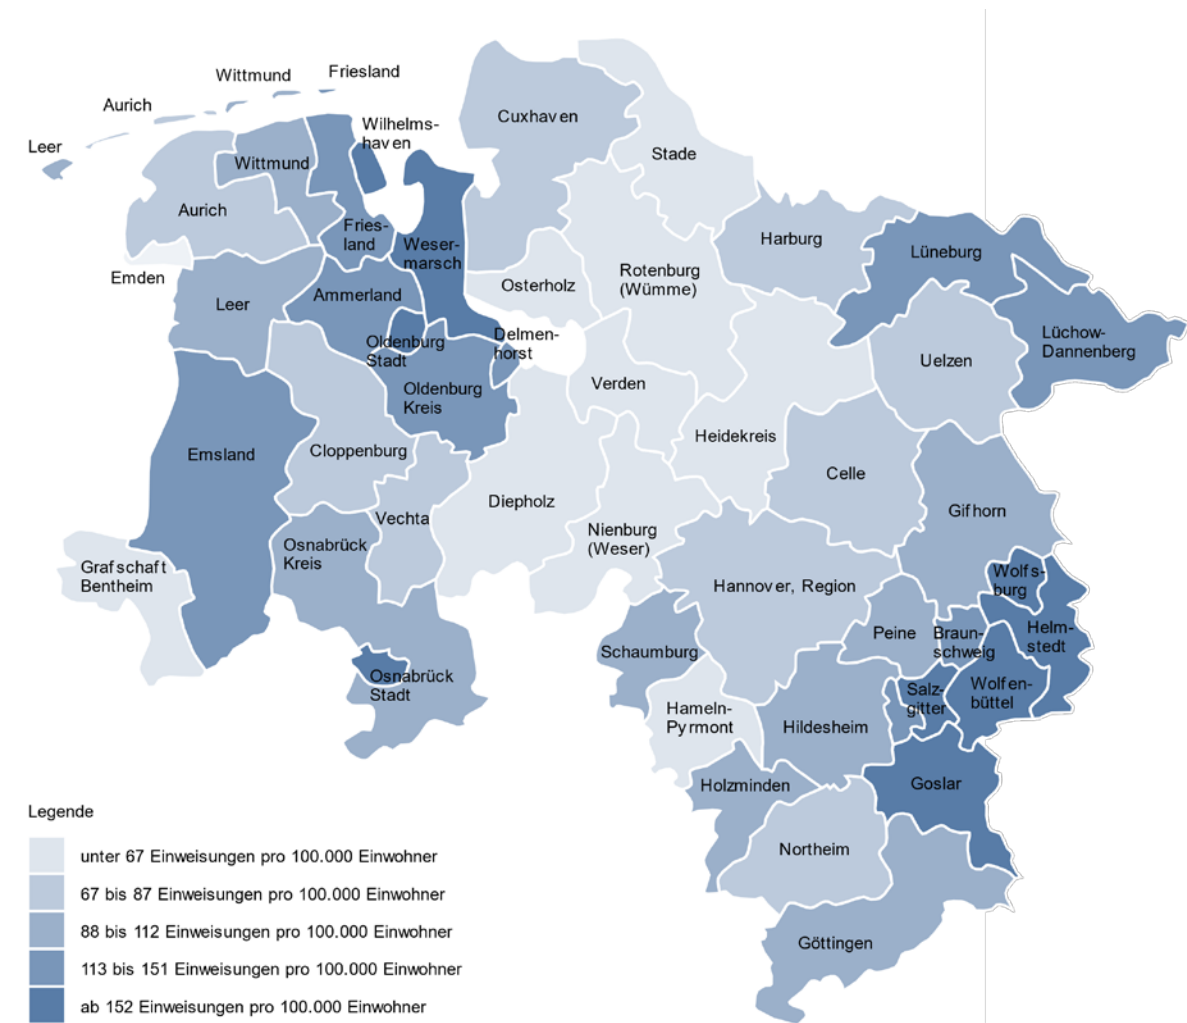 Wittmund
Friesland
Aurich
Leer
Wilhelms-
haven
Cuxhaven
Stade
Wittmund
Aurich
Fries-
land
Weser-
marsch
Harburg
Lüneburg
Emden
Leer
Ammerland
Osterholz
Rotenburg
(Wümme)
Oldenburg
Stadt
Delmen-
horst
Lüchow-
Dannenberg
Uelzen
Oldenburg
Kreis
Verden
Heidekreis
Emsland
Cloppenburg
Celle
Diepholz
Vechta
Nienburg
(Weser)
Gifhorn
Osnabrück
Kreis
Grafschaft
Bentheim
Hannover, Region
Wolfs-
burg
Peine
Braun-
schweig
Helm-
stedt
Schaumburg
Osnabrück
Stadt
Salz-
gitter
Wolfen-
büttel
Hameln-
Pyrmont
Hildesheim
Holzminden
Goslar
Northeim
Göttingen
Legende
unter 67 Einweisungen pro 100.000 Einwohner
67 bis 87 Einweisungen pro 100.000 Einwohner
88 bis 112 Einweisungen pro 100.000 Einwohner
113 bis 151 Einweisungen pro 100.000 Einwohner
ab 152 Einweisungen pro 100.000 Einwohner